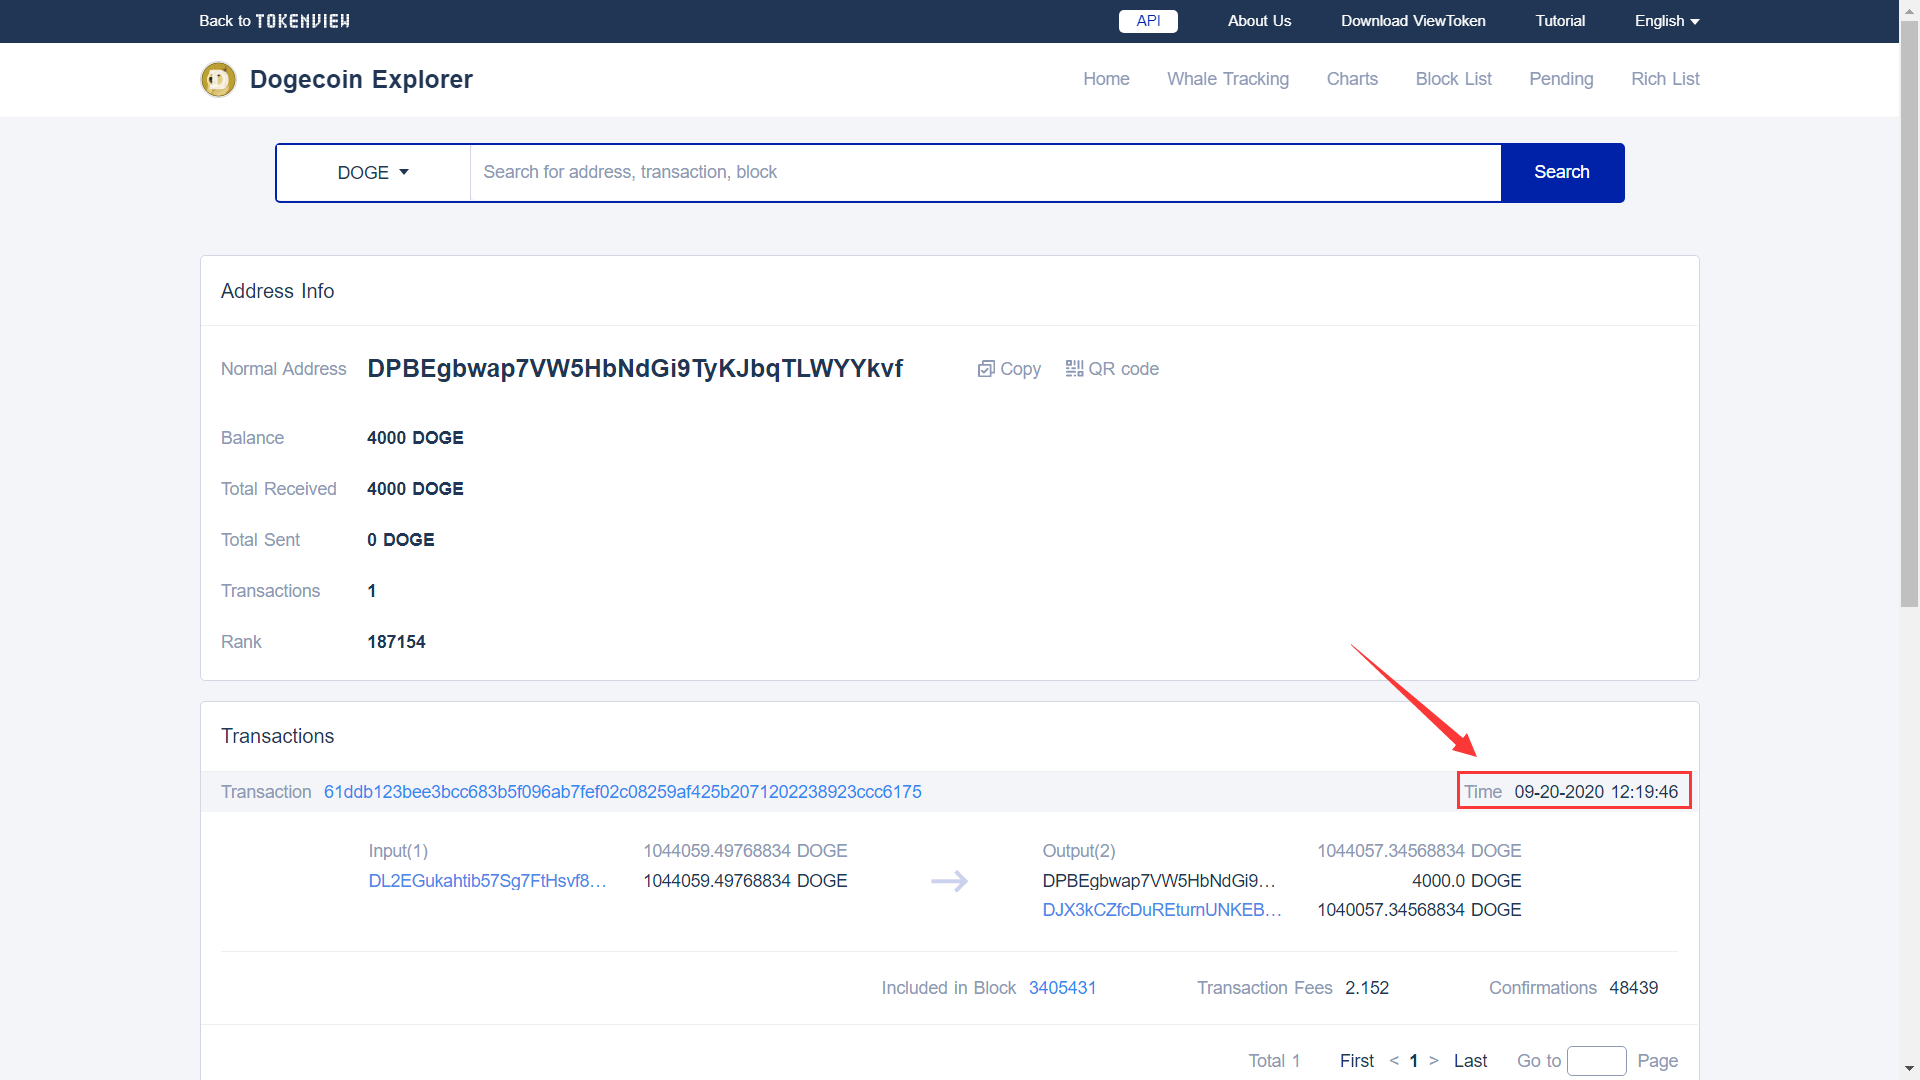 Back to TOKENVIEW API About Us Download ViewToken Tutorial English
Dogecoin Explorer Home Whale Tracking Charts Block List Pending Rich List
DOGE Search for address, transaction, block Search
Address Info
Normal Address DPBEgbwap7VW5HbNdGi9TyKJbqTLWYYkvf Copy QR code
Balance 4000 DOGE
Total Received 4000 DOGE
Total Sent 0 DOGE
Transactions 1
Rank 187154
Transactions
Transaction 61ddb123bee3bcc683b5f096ab7fef02c08259af425b2071202238923ccc6175 Time 09-20-2020 12:19:46
Input(1) 1044059.49768834 DOGE Output(2) 1044057.34568834 DOGE
DL2EGukahtib57Sg7FtHsvf8... 1044059.49768834 DOGE DPBEgbwap7VW5HbNdGi9... 4000.0 DOGE
DJX3kCZfcDuREturnUNKEB... 1040057.34568834 DOGE
Included in Block 3405431 Transaction Fees 2.152 Confirmations 48439
Total 1 First < 1 > Last Go to Page